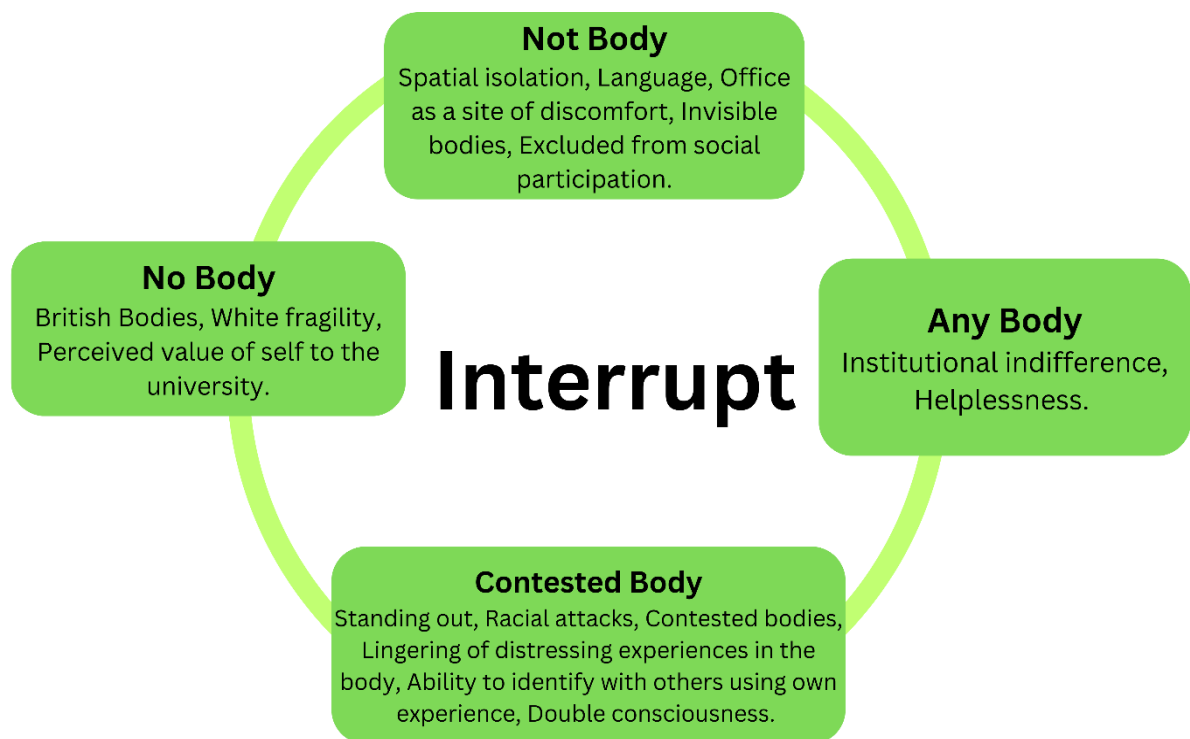 Not Body
Spatial isolation, Language, Office
as a site of discomfort, Invisible
bodies, Excluded from social
participation.
No Body
British Bodies, White fragility,
Perceived value of self to the
university.
Interrupt
Any Body
Institutional indifference,
Helplessness.
Contested Body
Standing out, Racial attacks, Contested bodies,
Lingering of distressing experiences in the
body, Ability to identify with others using own
experience, Double consciousness.